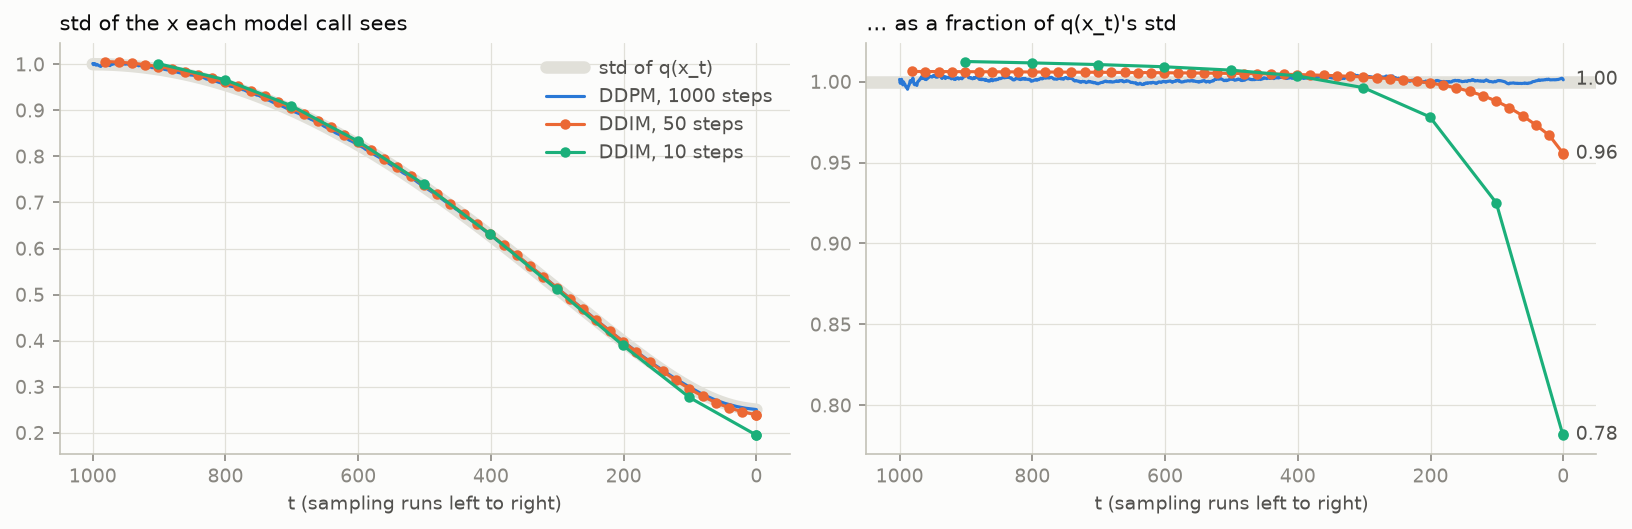 std of the x each model call sees
1.0
0.9
0.8
0.7
0.6
0.5
0.4
0.3
0.2
std of q(x_t)
DDPM, 1000 steps
DDIM, 50 steps
DDIM, 10 steps
1000 800 600 400 200 0
t (sampling runs left to right)
... as a fraction of q(x_t)'s std
1.00
0.95
0.90
0.85
0.80
1.00
0.96
0.78
1000 800 600 400 200 0
t (sampling runs left to right)